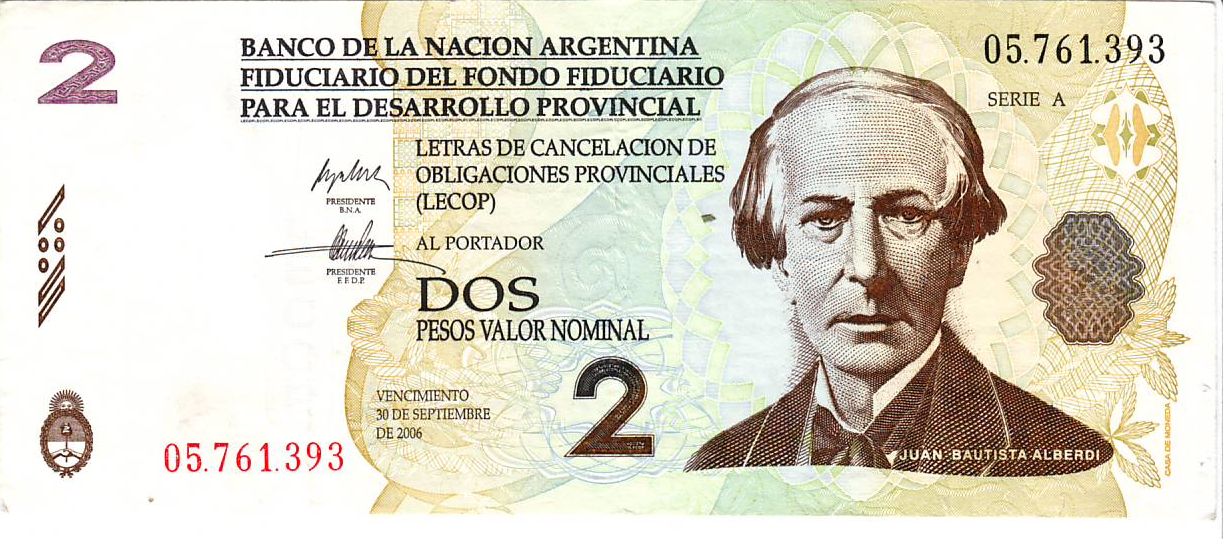 2
BANCO DE LA NACION ARGENTINA
FIDUCIARIO DEL FONDO FIDUCIARIO
PARA EL DESARROLLO PROVINCIAL
05.761.393
SERIE A
LETRAS DE CANCELACION DE
OBLIGACIONES PROVINCIALES
(LECOP)
PRESIDENTE
B.N.A.
AL PORTADOR
PRESIDENTE
F.F.D.P.
DOS
PESOS VALOR NOMINAL
2
VENCIMIENTO
30 DE SEPTIEMBRE
DE 2006
05.761.393
JUAN BAUTISTA ALBERDI
CASA DE MONEDA